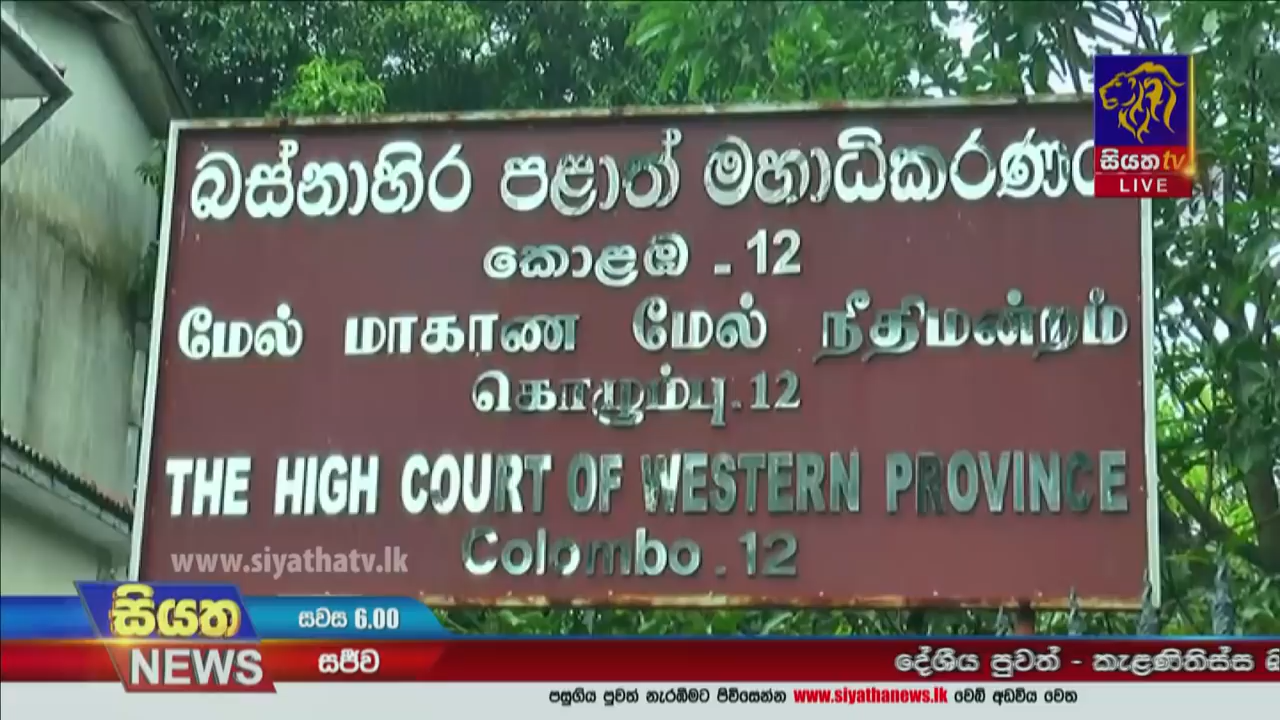 බස්නාහිර පළාත් මහාධිකරණය
කොළඹ - 12
மேல் மாகாண மேல் நீதிமன்றம்
கொழும்பு.12
THE HIGH COURT OF WESTERN PROVINCE
Colombo . 12
සියත tv
LIVE
www.siyathatv.lk
සියත
NEWS
සවස 6.00
සජීව
දේශීය පුවත් - කැළණිතිස්ස
පසුගිය පුවත් නැරඹීමට පිවිසෙන්න www.siyathanews.lk වෙබ් අඩවිය වෙත